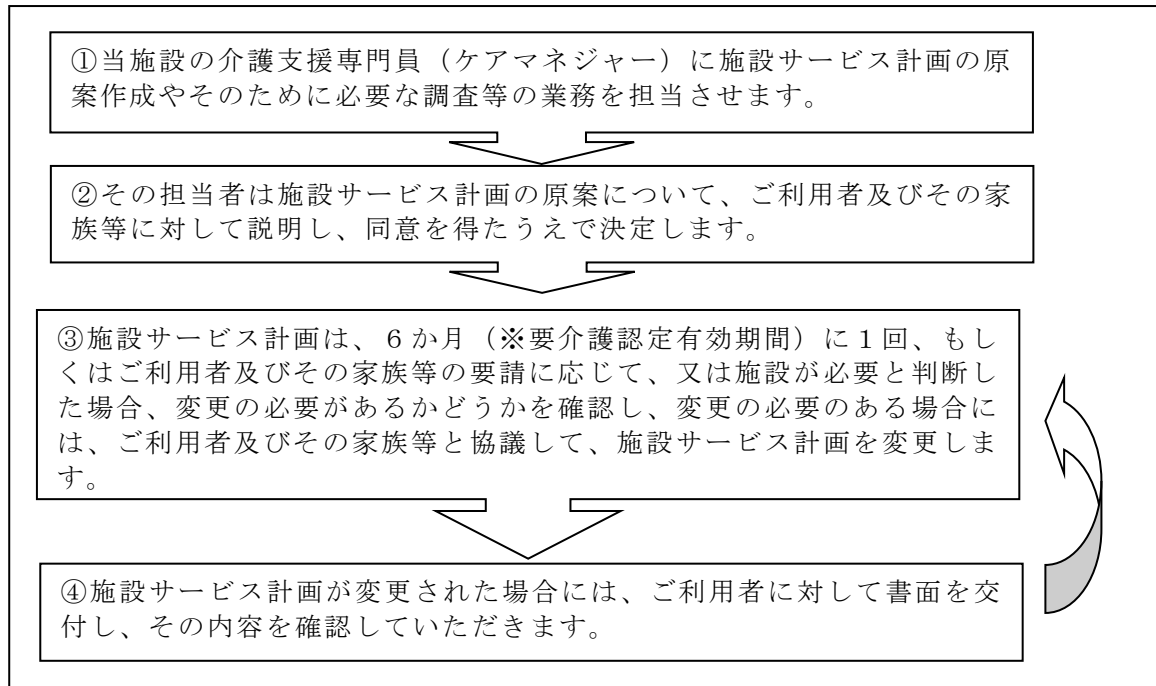 ①当施設の介護支援専門員（ケアマネジャー）に施設サービス計画の原
案作成やそのために必要な調査等の業務を担当させます。
②その担当者は施設サービス計画の原案について、ご利用者及びその家
族等に対して説明し、同意を得たうえで決定します。
③施設サービス計画は、６か月（※要介護認定有効期間）に１回、もし
くはご利用者及びその家族等の要請に応じて、又は施設が必要と判断し
た場合、変更の必要があるかどうかを確認し、変更の必要のある場合に
は、ご利用者及びその家族等と協議して、施設サービス計画を変更しま
す。
④施設サービス計画が変更された場合には、ご利用者に対して書面を交
付し、その内容を確認していただきます。